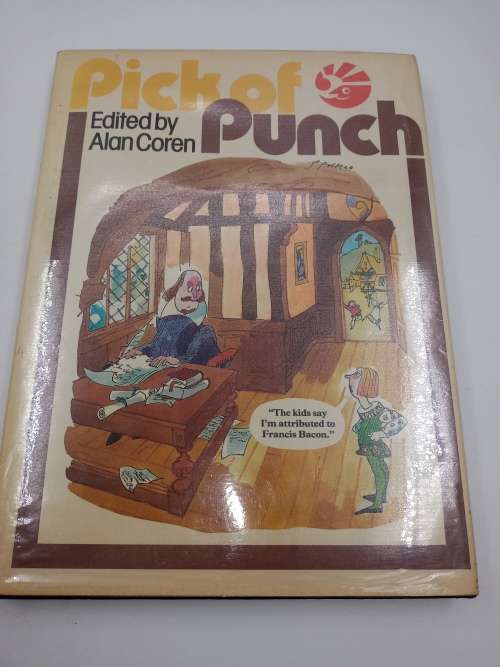 Pick of
Edited by
Alan Coren
Punch
"The kids say
I'm attributed to
Francis Bacon."